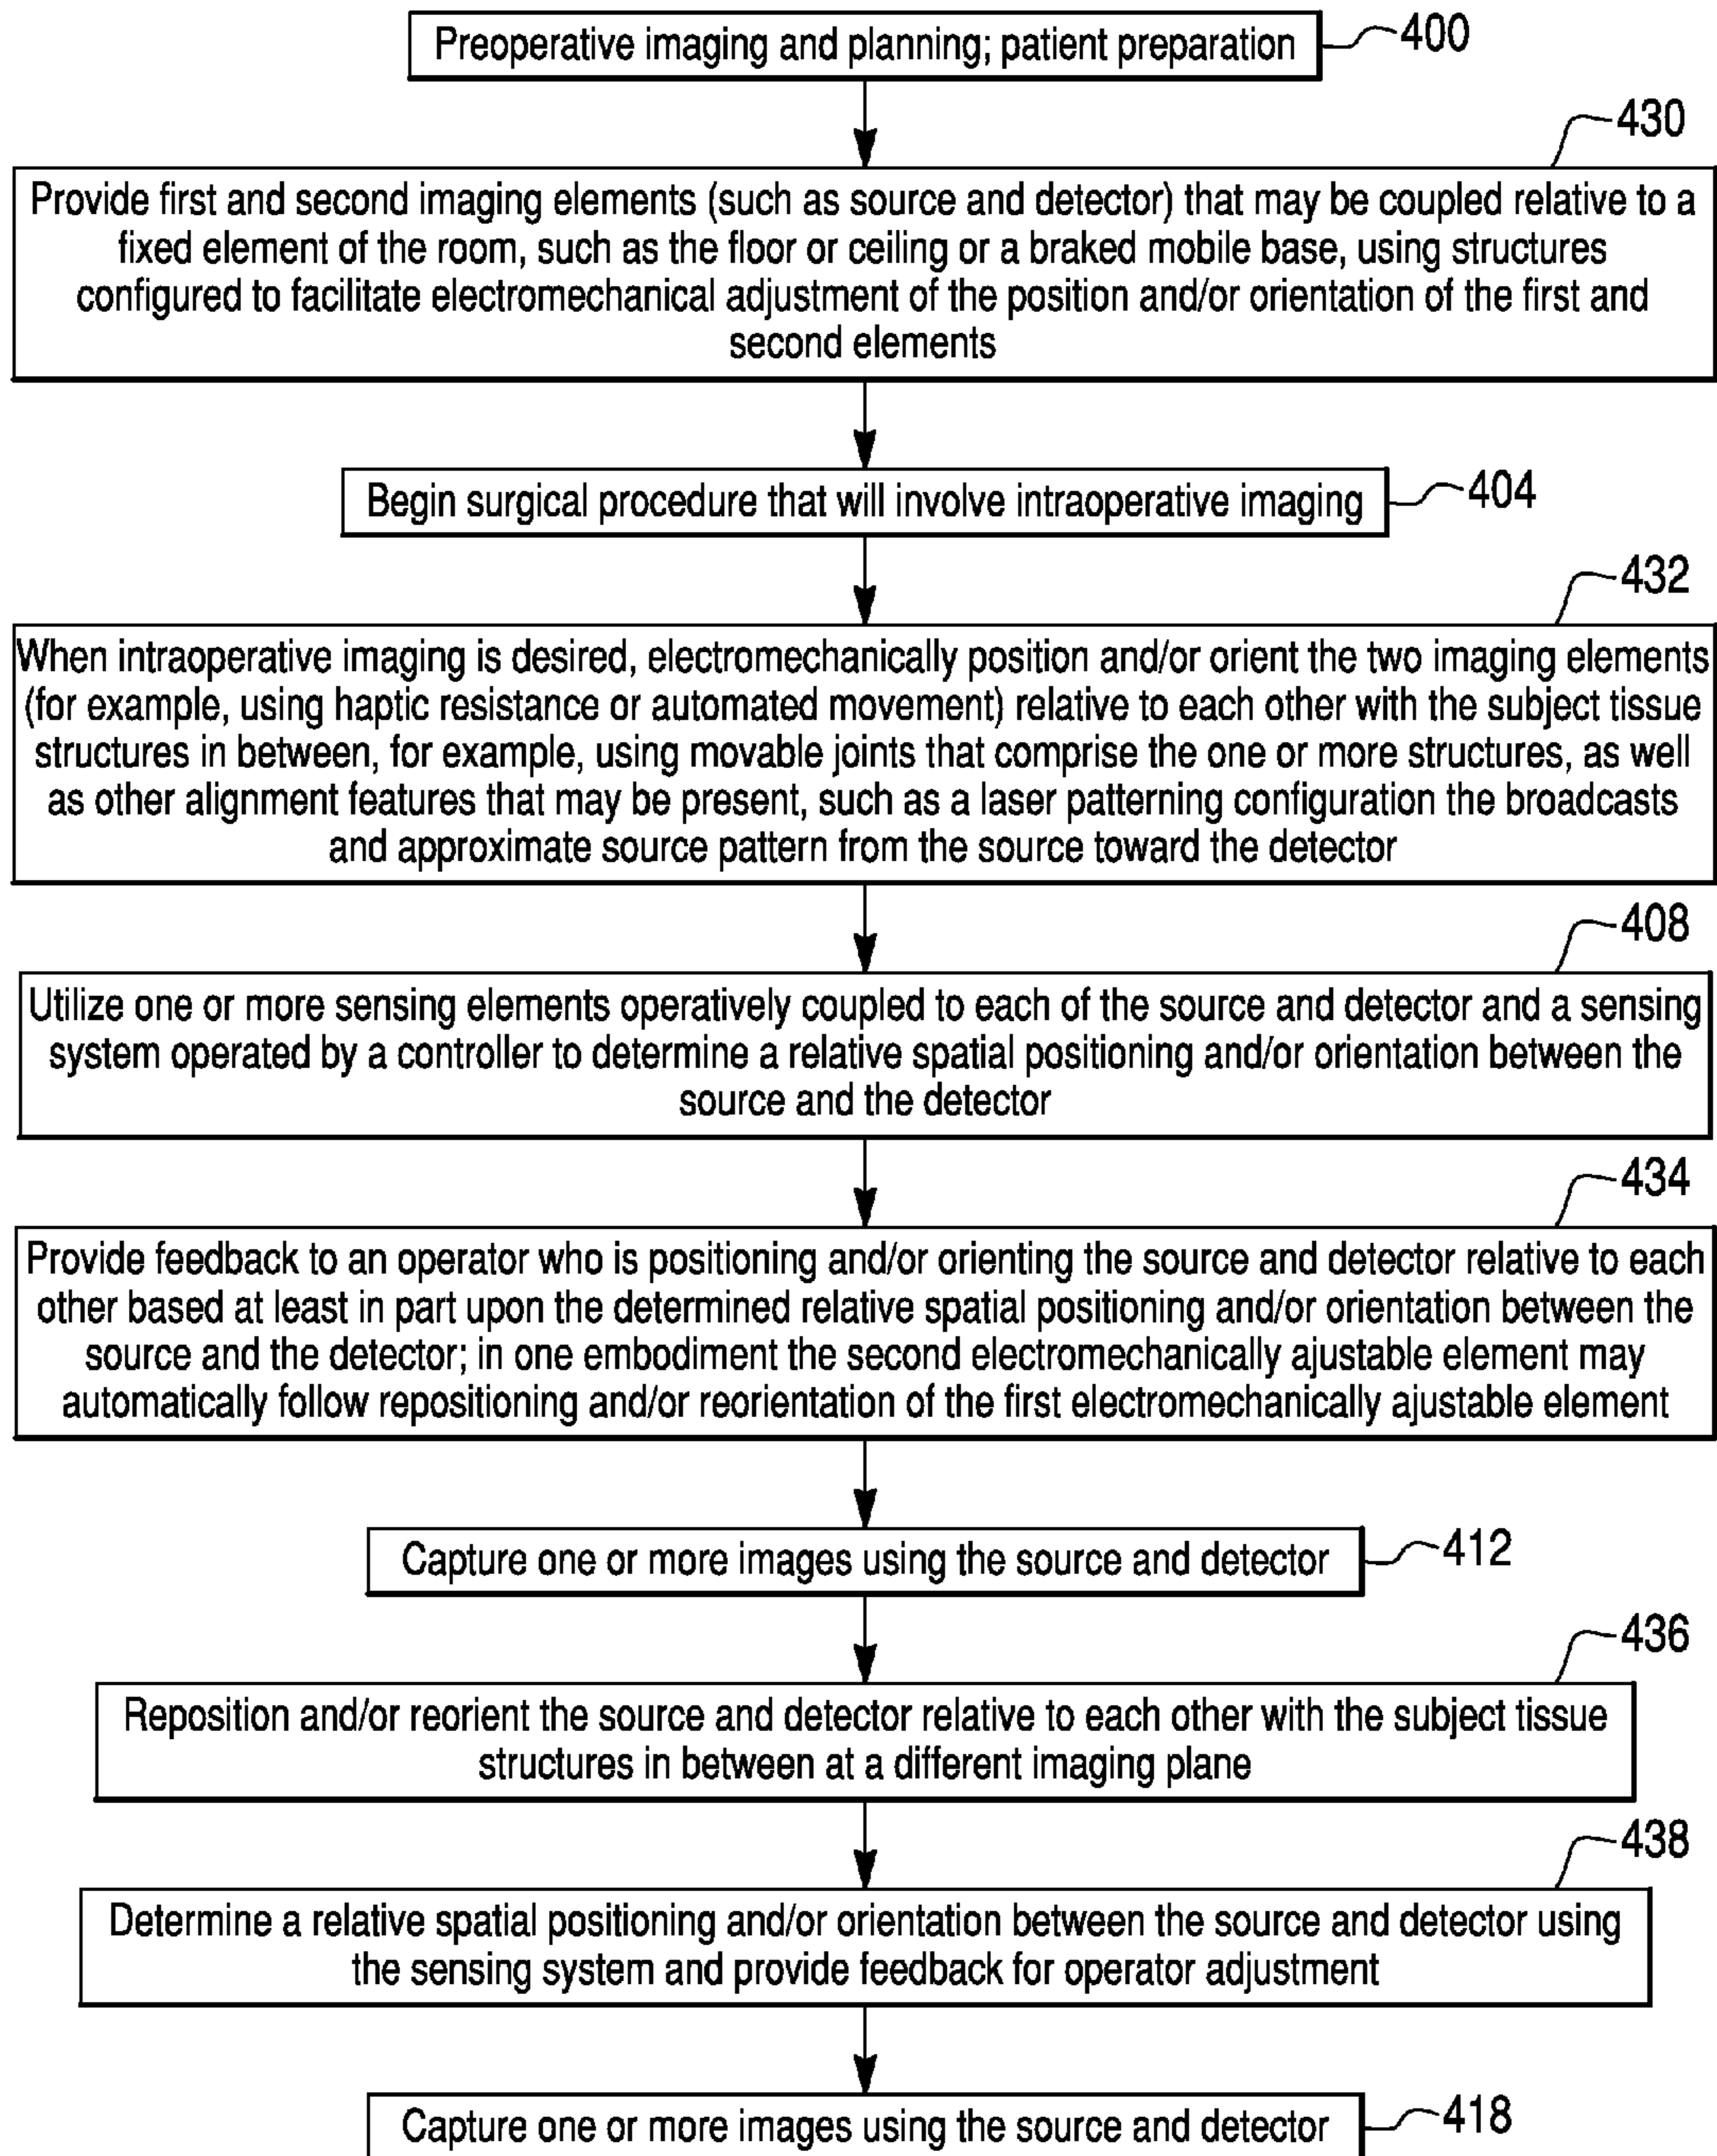 Preoperative imaging and planning; patient preparation
400
430
Provide first and second imaging elements (such as source and detector) that may be coupled relative to a
fixed element of the room, such as the floor or ceiling or a braked mobile base, using structures
configured to facilitate electromechanical adjustment of the position and/or orientation of the first and
second elements
Begin surgical procedure that will involve intraoperative imaging
404
432
When intraoperative imaging is desired, electromechanically position and/or orient the two imaging elements
(for example, using haptic resistance or automated movement) relative to each other with the subject tissue
structures in between, for example, using movable joints that comprise the one or more structures, as well
as other alignment features that may be present, such as a laser patterning configuration the broadcasts
and approximate source pattern from the source toward the detector
408
Utilize one or more sensing elements operatively coupled to each of the source and detector and a sensing
system operated by a controller to determine a relative spatial positioning and/or orientation between the
source and the detector
434
Provide feedback to an operator who is positioning and/or orienting the source and detector relative to each
other based at least in part upon the determined relative spatial positioning and/or orientation between the
source and the detector; in one embodiment the second electromechanically ajustable element may
automatically follow repositioning and/or reorientation of the first electromechanically ajustable element
Capture one or more images using the source and detector
412
436
Reposition and/or reorient the source and detector relative to each other with the subject tissue
structures in between at a different imaging plane
438
Determine a relative spatial positioning and/or orientation between the source and detector using
the sensing system and provide feedback for operator adjustment
Capture one or more images using the source and detector
418